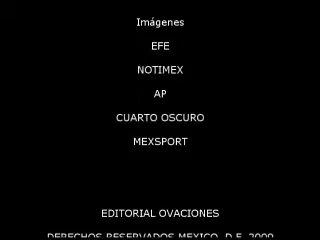 Imágenes
EFE
NOTIMEX
AP
CUARTO OSCURO
MEXSPORT
EDITORIAL OVACIONES
DERECHOS RESERVADOS MEXICO, D.F. 2009